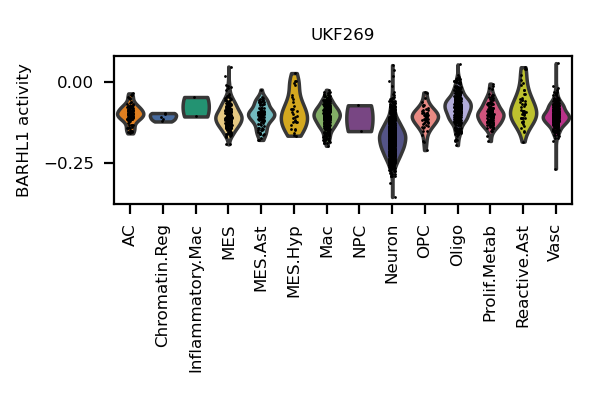 UKF269
BARHL1 activity
0.00
−0.25
AC
Chromatin.Reg
Inflammatory.Mac
MES
MES.Ast
MES.Hyp
Mac
NPC
Neuron
OPC
Oligo
Prolif.Metab
Reactive.Ast
Vasc